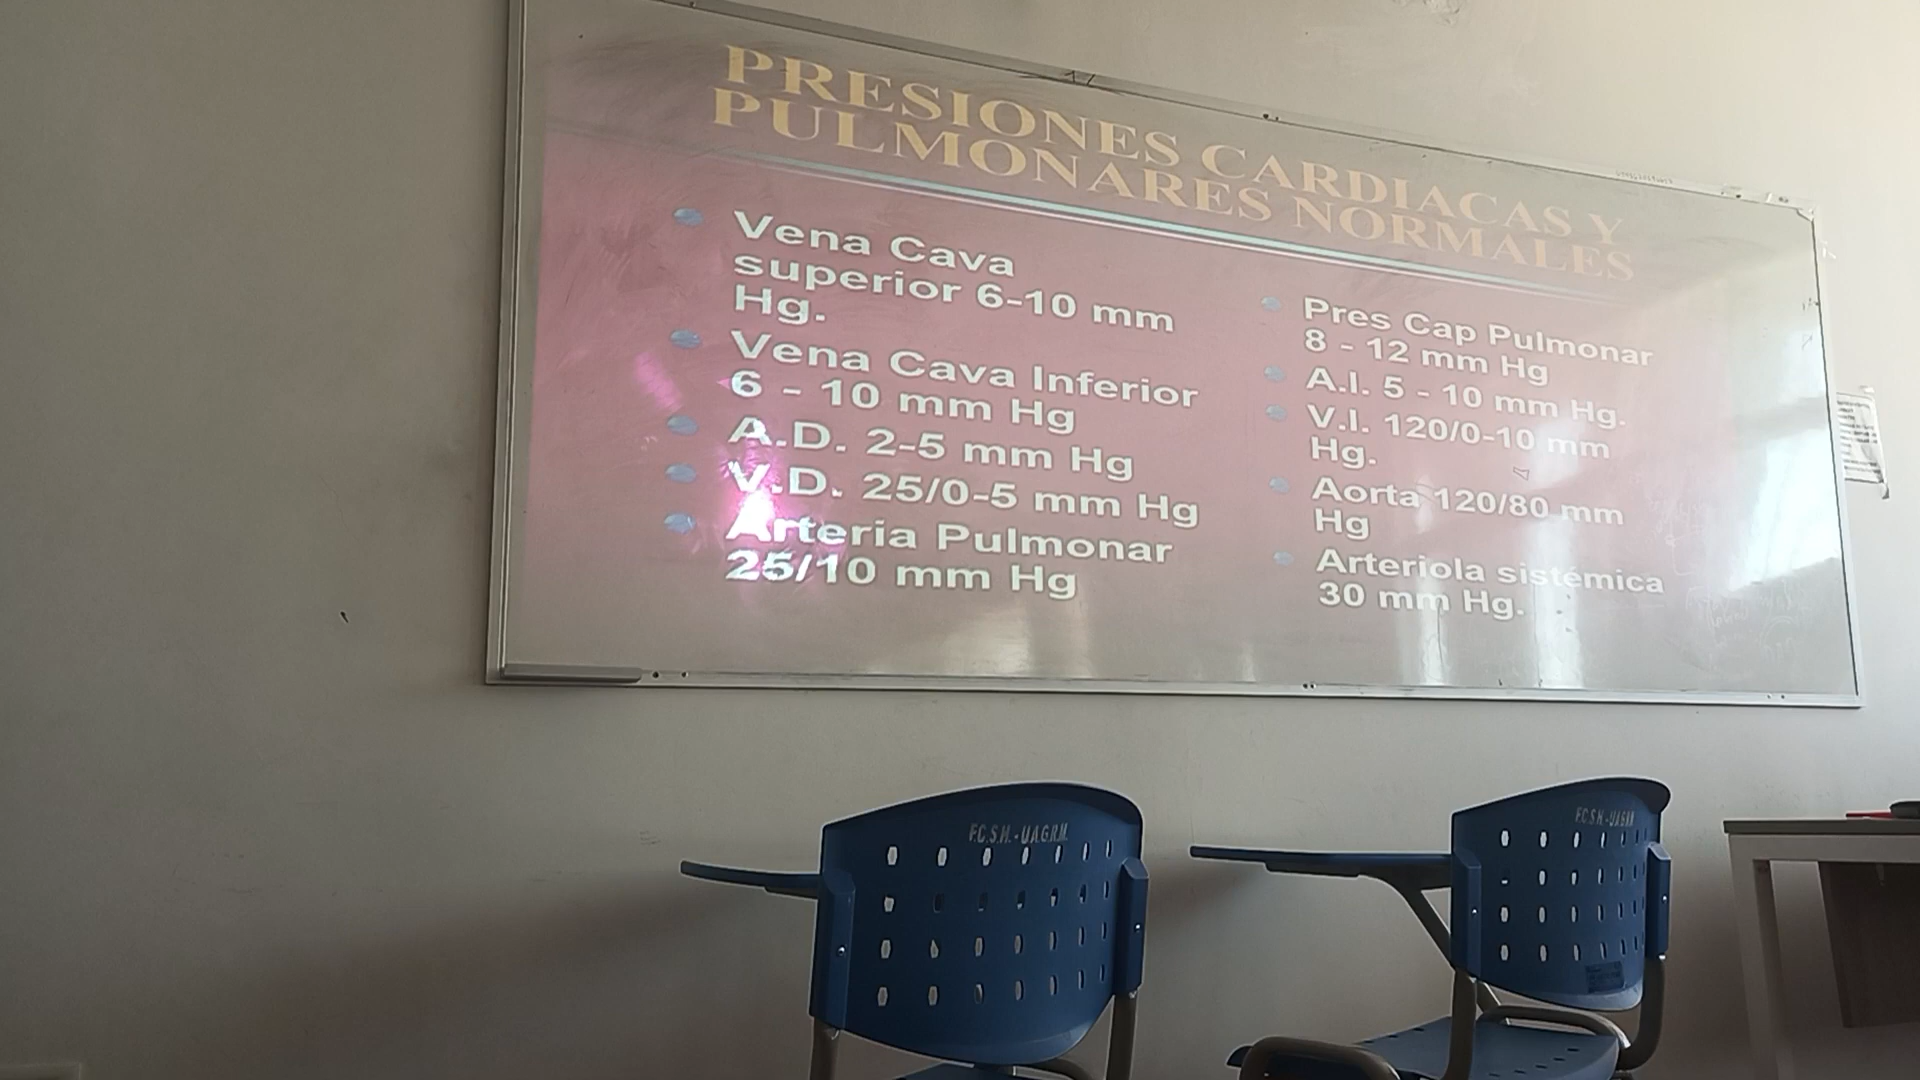 PRESIONES CARDIACAS Y
PULMONARES NORMALES
Vena Cava
superior 6-10 mm
Hg.
Vena Cava Inferior
6 - 10 mm Hg
A.D. 2-5 mm Hg
V.D. 25/0-5 mm Hg
Arteria Pulmonar
25/10 mm Hg
Pres Cap Pulmonar
8 - 12 mm Hg
A.I. 5 - 10 mm Hg.
V.I. 120/0-10 mm
Hg.
Aorta 120/80 mm
Hg
Arteriola sistémica
30 mm Hg.
F.C.S.H.-U.A.G.R.M.